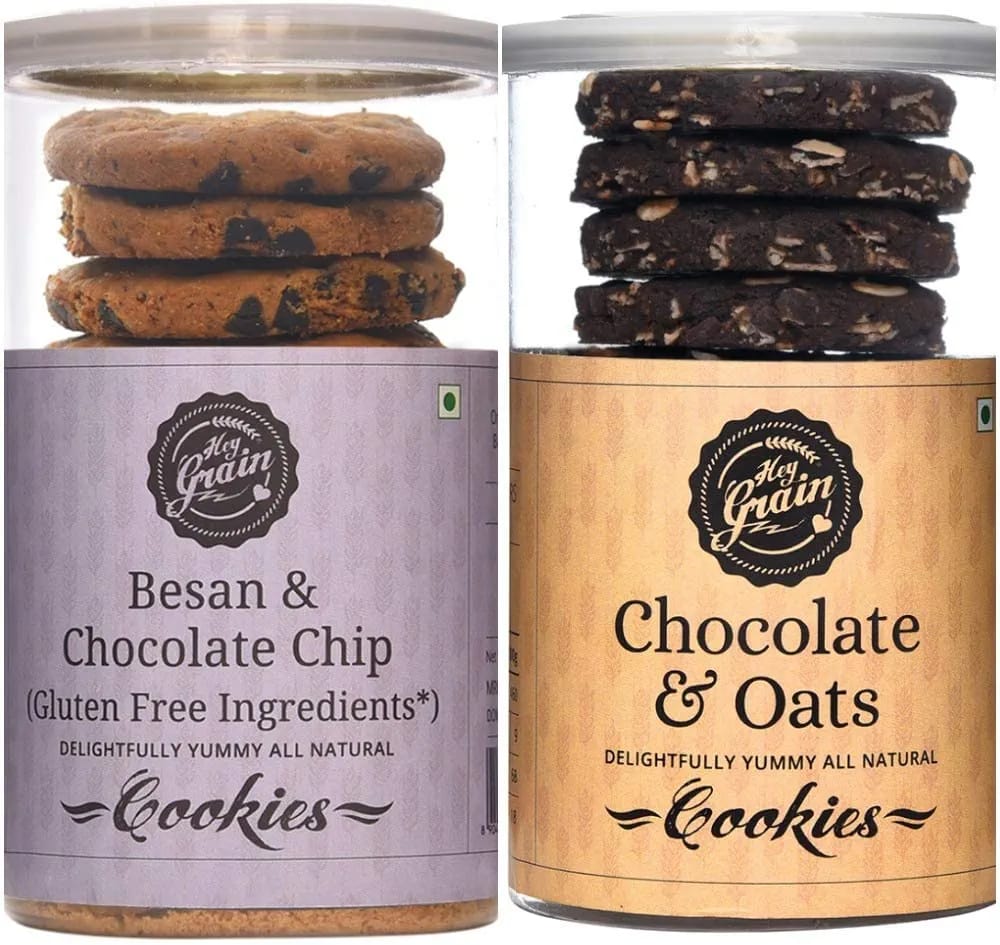 Hey
Grain
Besan &
Chocolate Chip
(Gluten Free Ingredients*)
DELIGHTFULLY YUMMY ALL NATURAL
Cookies
Hey
Grain
Chocolate
& Oats
DELIGHTFULLY YUMMY ALL NATURAL
Cookies